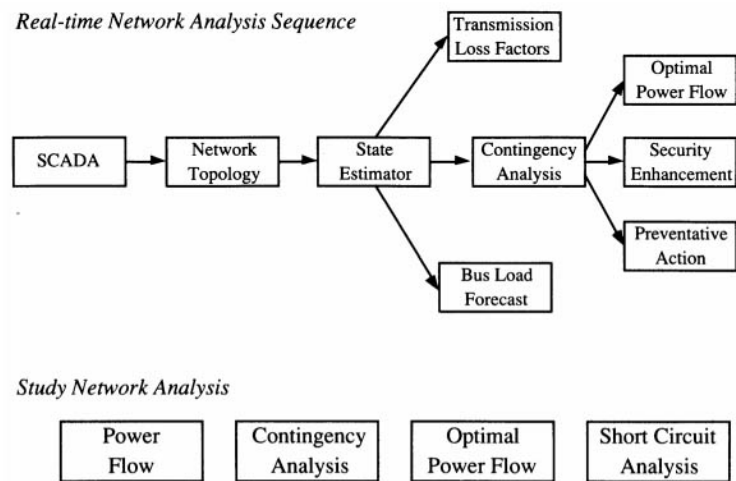 Real-time Network Analysis Sequence
Transmission
Loss Factors
Optimal
Power Flow
SCADA
Network
Topology
State
Estimator
Contingency
Analysis
Security
Enhancement
Preventative
Action
Bus Load
Forecast
Study Network Analysis
Power
Flow
Contingency
Analysis
Optimal
Power Flow
Short Circuit
Analysis